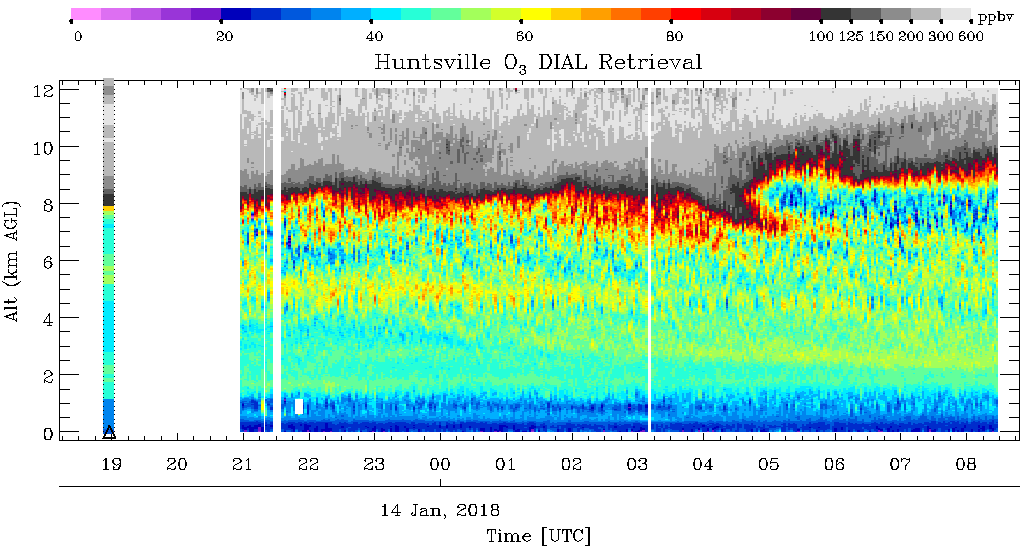 ppbv
0 20 40 60 80 100 125 150 200 300 600
Huntsville O₃ DIAL Retrieval
12
10
8
6
4
2
0
Alt (km AGL)
19 20 21 22 23 00 01 02 03 04 05 06 07 08
14 Jan, 2018
Time [UTC]